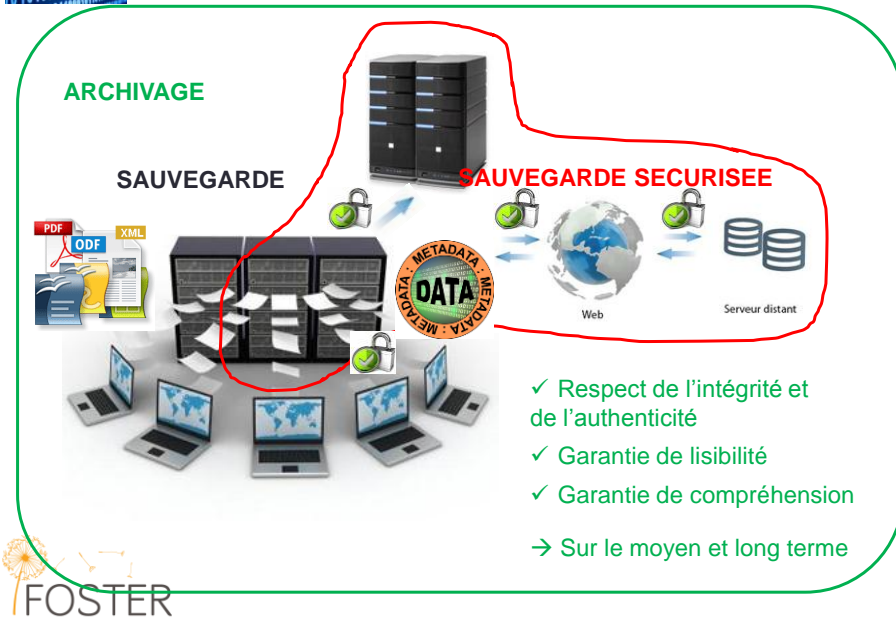 ARCHIVAGE
SAUVEGARDE
SAUVEGARDE SECURISEE
PDF
ODF
XML
METADATA : METADATA : METADATA :
DATA
Web
Serveur distant
✓ Respect de l'intégrité et
de l'authenticité
✓ Garantie de lisibilité
✓ Garantie de compréhension
→ Sur le moyen et long terme
FOSTER